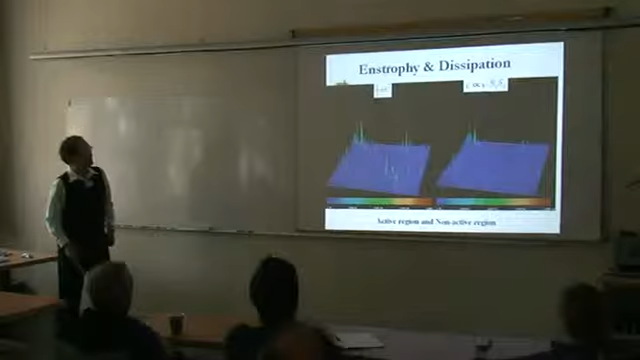 Enstrophy & Dissipation
Active region and Non-active region